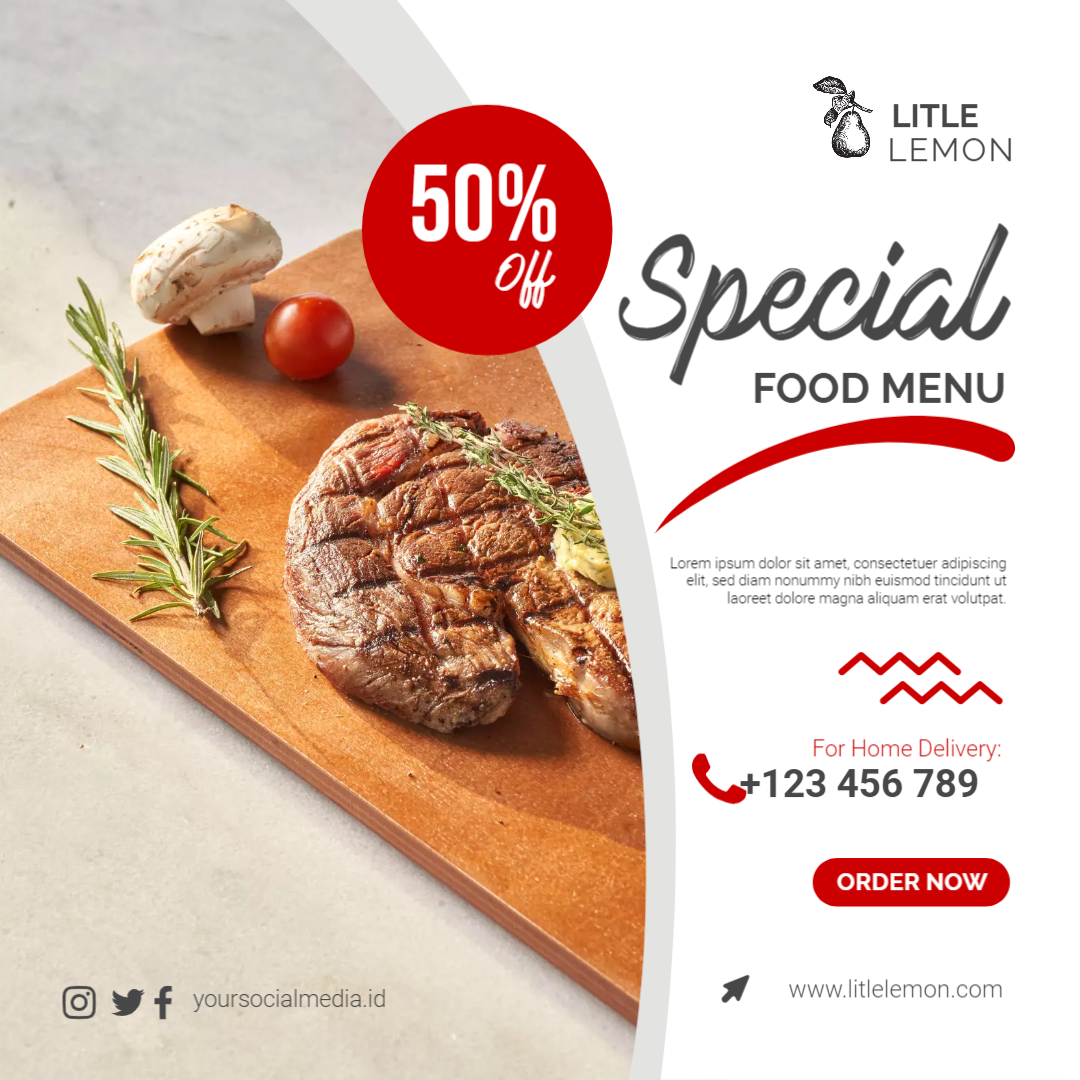 LITLE
LEMON
50%
Off
Special
FOOD MENU
Lorem ipsum dolor sit amet, consectetuer adipiscing
elit, sed diam nonummy nibh euismod tincidunt ut
laoreet dolore magna aliquam erat volutpat.
For Home Delivery:
+123 456 789
ORDER NOW
yoursocialmedia.id
www.litlelemon.com